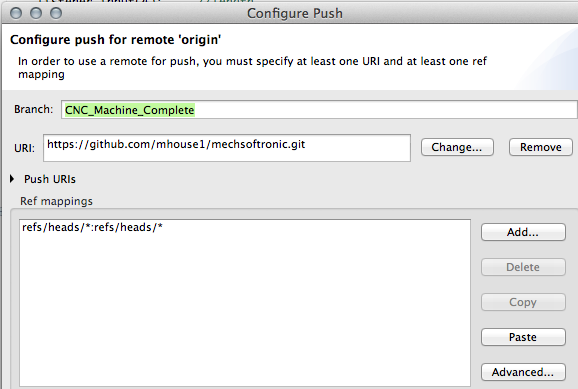 Configure Push
Configure push for remote 'origin'
In order to use a remote for push, you must specify at least one URI and at least one ref
mapping
Branch: CNC_Machine_Complete
URI: https://github.com/mhouse1/mechsoftronic.git Change... Remove
Push URIs
Ref mappings
refs/heads/*:refs/heads/* Add...
Delete
Copy
Paste
Advanced...